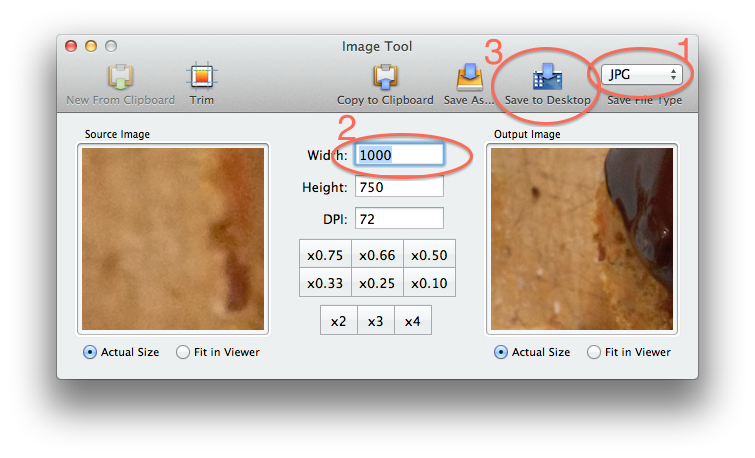 Image Tool
3
1
JPG
New From Clipboard
Trim
Copy to Clipboard
Save As...
Save to Desktop
Save File Type
2
Source Image
Output Image
Width: 1000
Height: 750
DPI: 72
x0.75 x0.66 x0.50
x0.33 x0.25 x0.10
x2 x3 x4
Actual Size
Fit in Viewer
Actual Size
Fit in Viewer